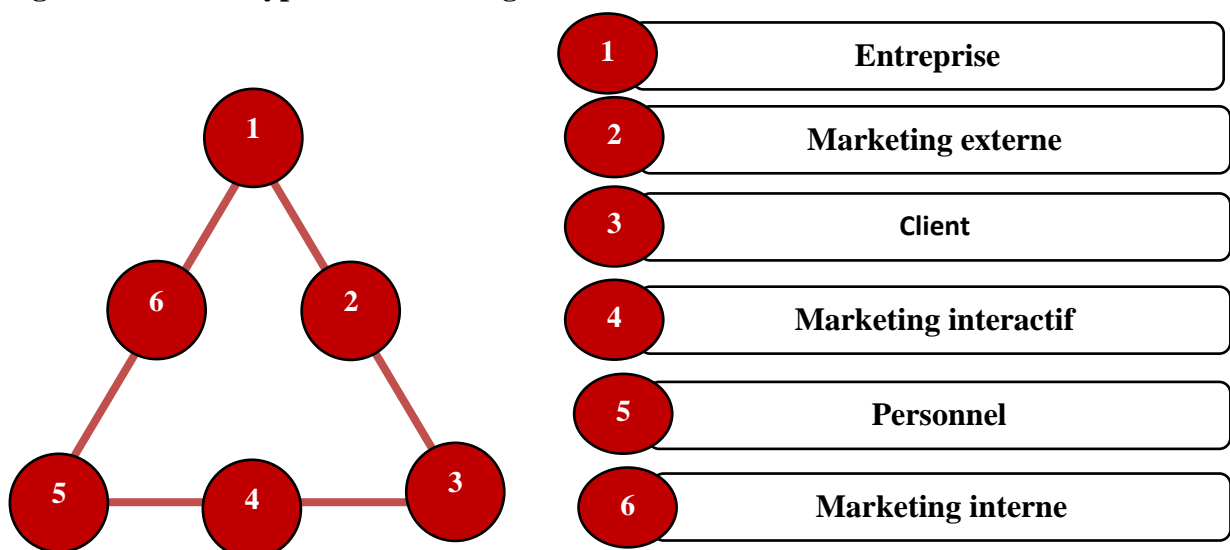 1
6
2
5
4
3
1 Entreprise
2 Marketing externe
3 Client
4 Marketing interactif
5 Personnel
6 Marketing interne